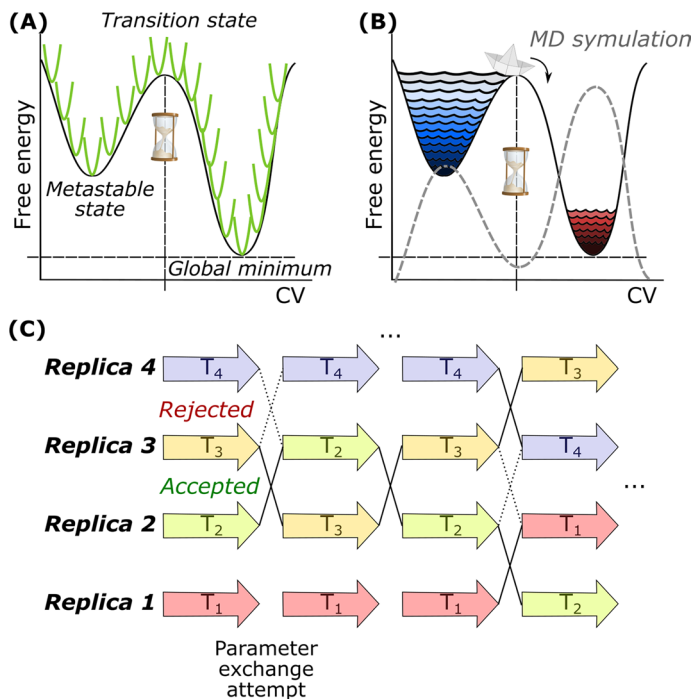 (A)
Transition state
Free energy
Metastable
state
Global minimum
CV
(B)
MD symulation
Free energy
CV
(C)
...
Replica 4
T4
T4
T4
T3
Rejected
Replica 3
T3
T2
T3
T4
Accepted
...
Replica 2
T2
T3
T2
T1
Replica 1
T1
T1
T1
T2
Parameter
exchange
attempt